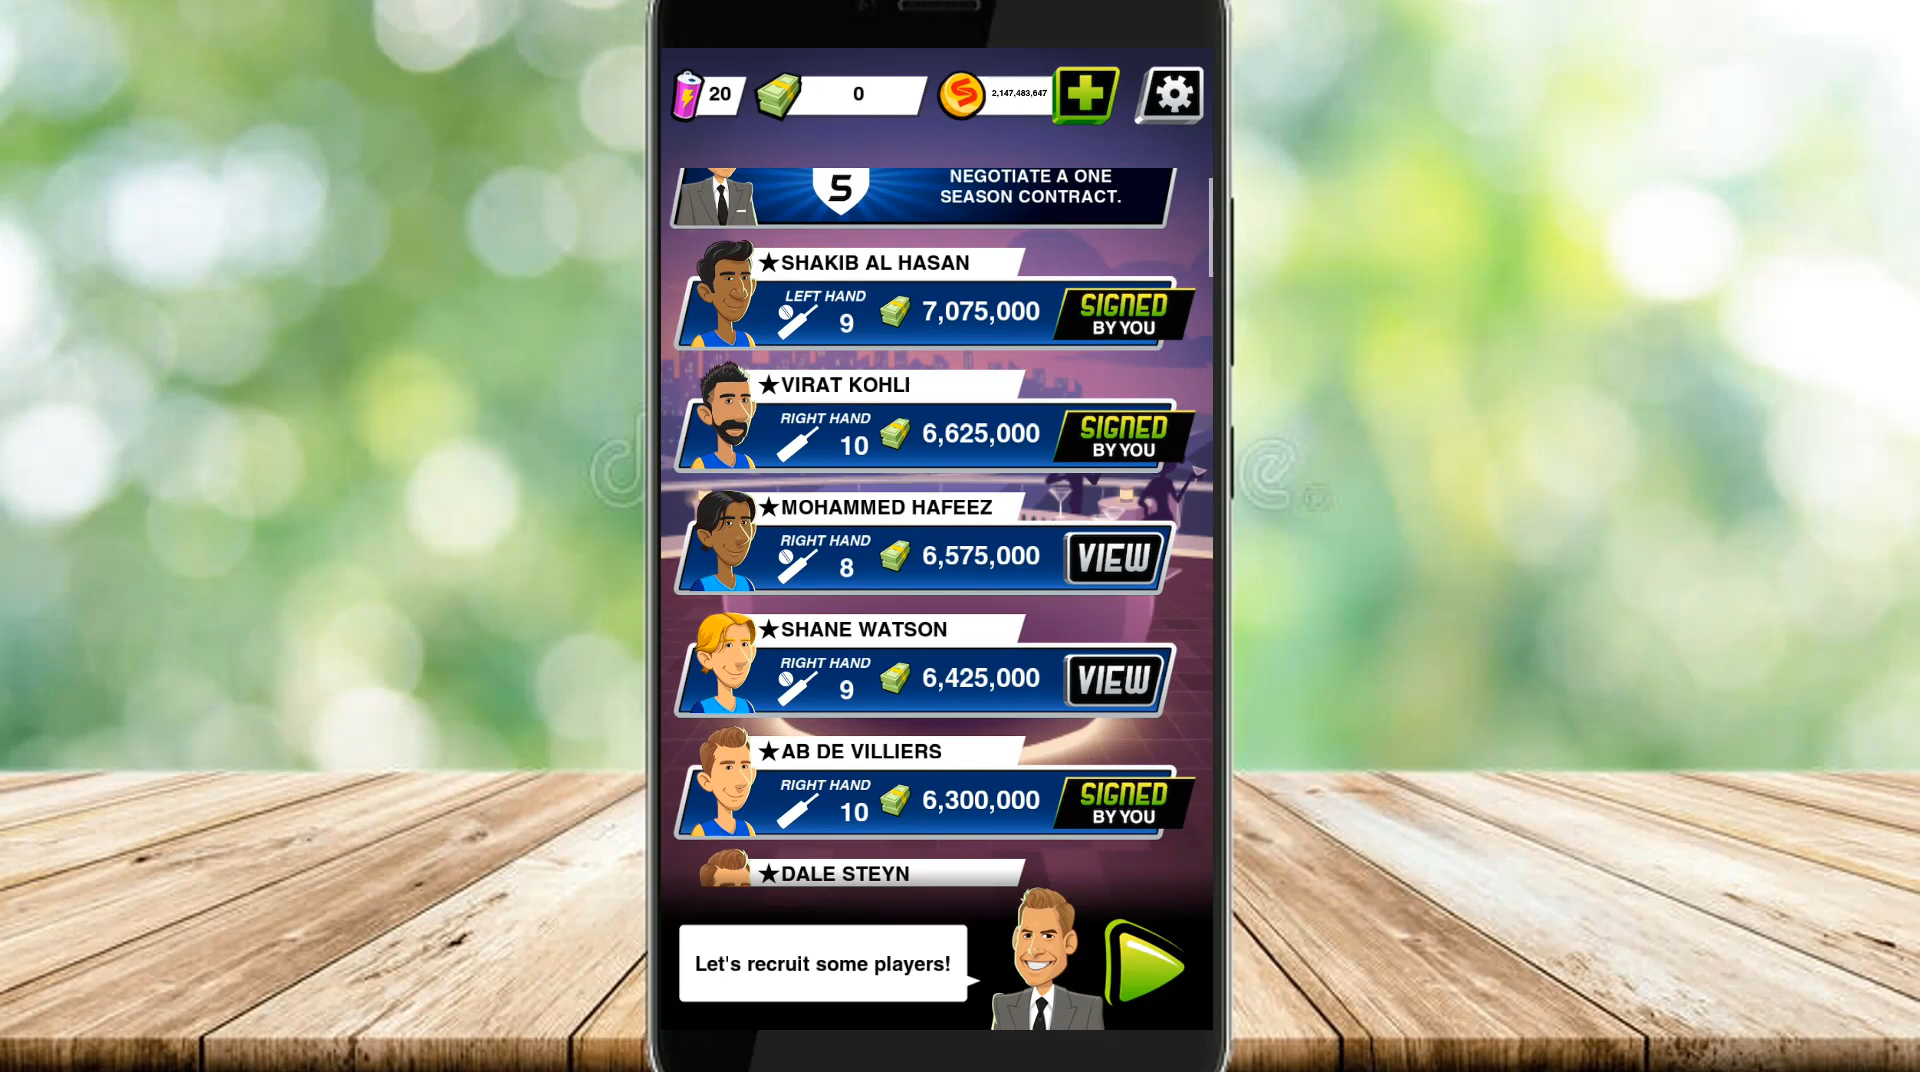 20
0
2,147,483,647
5
NEGOTIATE A ONE
SEASON CONTRACT.
★SHAKIB AL HASAN
LEFT HAND
9
7,075,000
SIGNED
BY YOU
★VIRAT KOHLI
RIGHT HAND
10
6,625,000
SIGNED
BY YOU
★MOHAMMED HAFEEZ
RIGHT HAND
8
6,575,000
VIEW
★SHANE WATSON
RIGHT HAND
9
6,425,000
VIEW
★AB DE VILLIERS
RIGHT HAND
10
6,300,000
SIGNED
BY YOU
★DALE STEYN
Let's recruit some players!